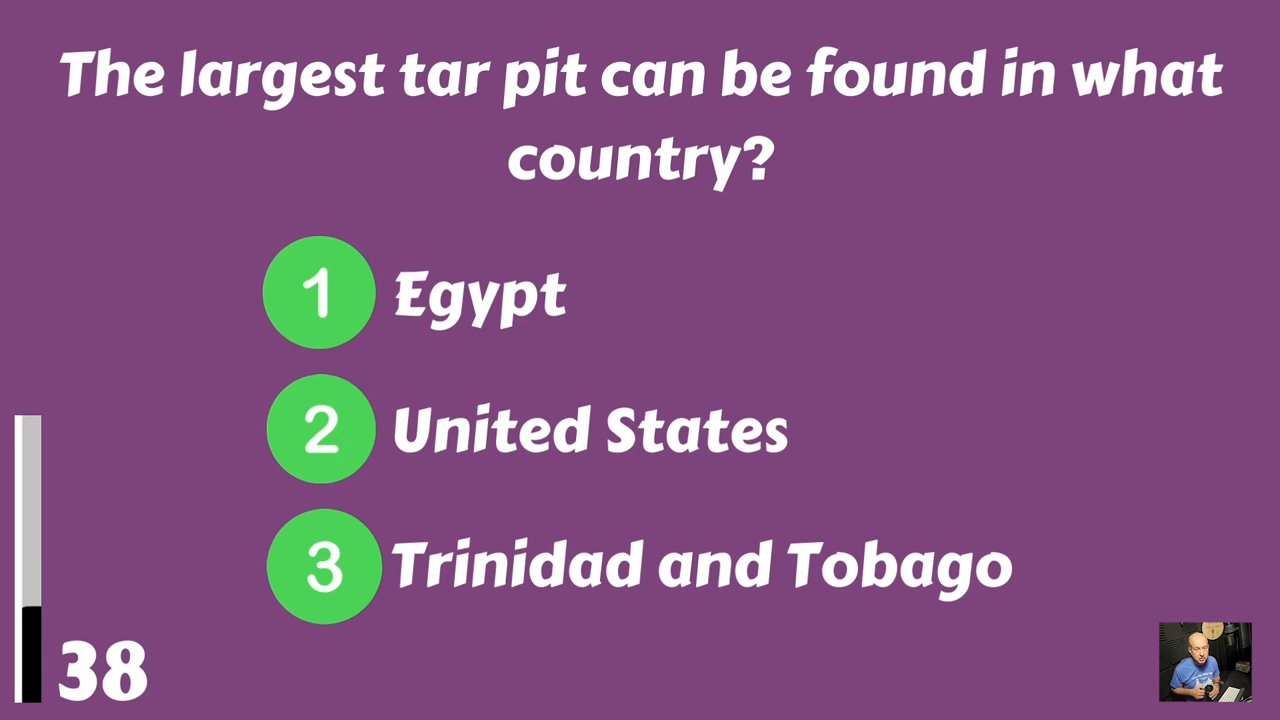 The largest tar pit can be found in what
country?
1 Egypt
2 United States
3 Trinidad and Tobago
38